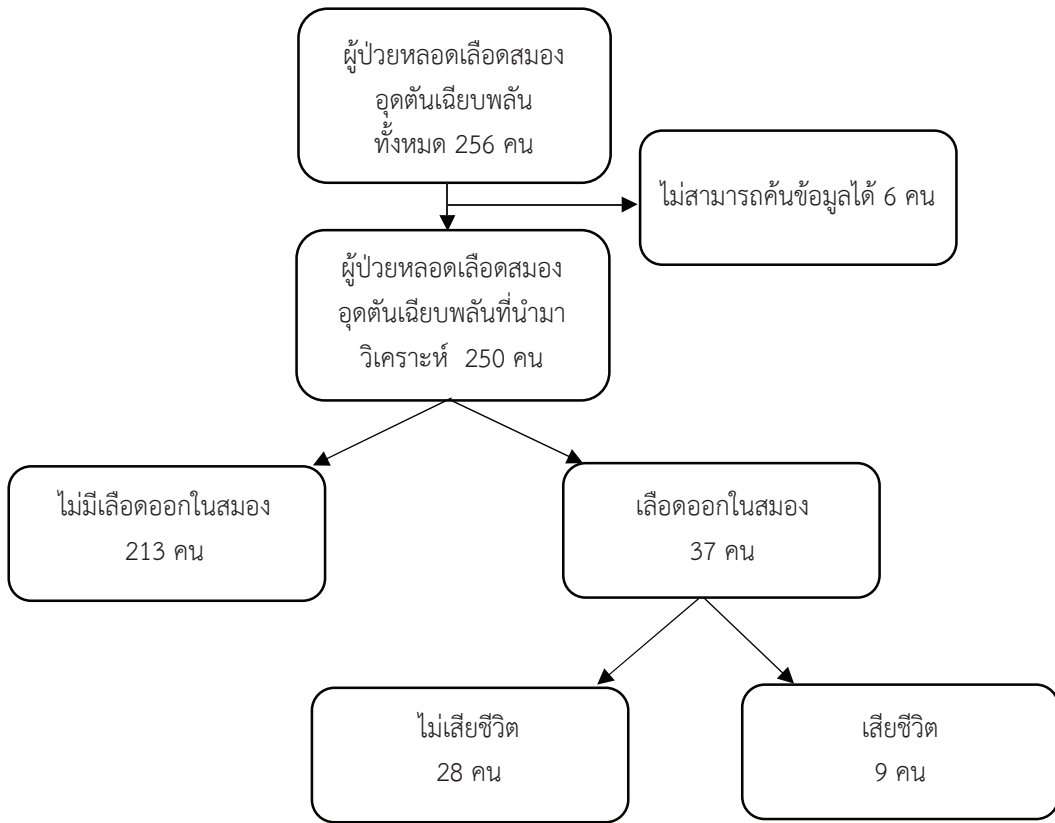 ผู้ป่วยหลอดเลือดสมอง
อุดตันเฉียบพลัน
ทั้งหมด 256 คน
ไม่สามารถค้นข้อมูลได้ 6 คน
ผู้ป่วยหลอดเลือดสมอง
อุดตันเฉียบพลันที่นำมา
วิเคราะห์ 250 คน
ไม่มีเลือดออกในสมอง
213 คน
เลือดออกในสมอง
37 คน
ไม่เสียชีวิต
28 คน
เสียชีวิต
9 คน